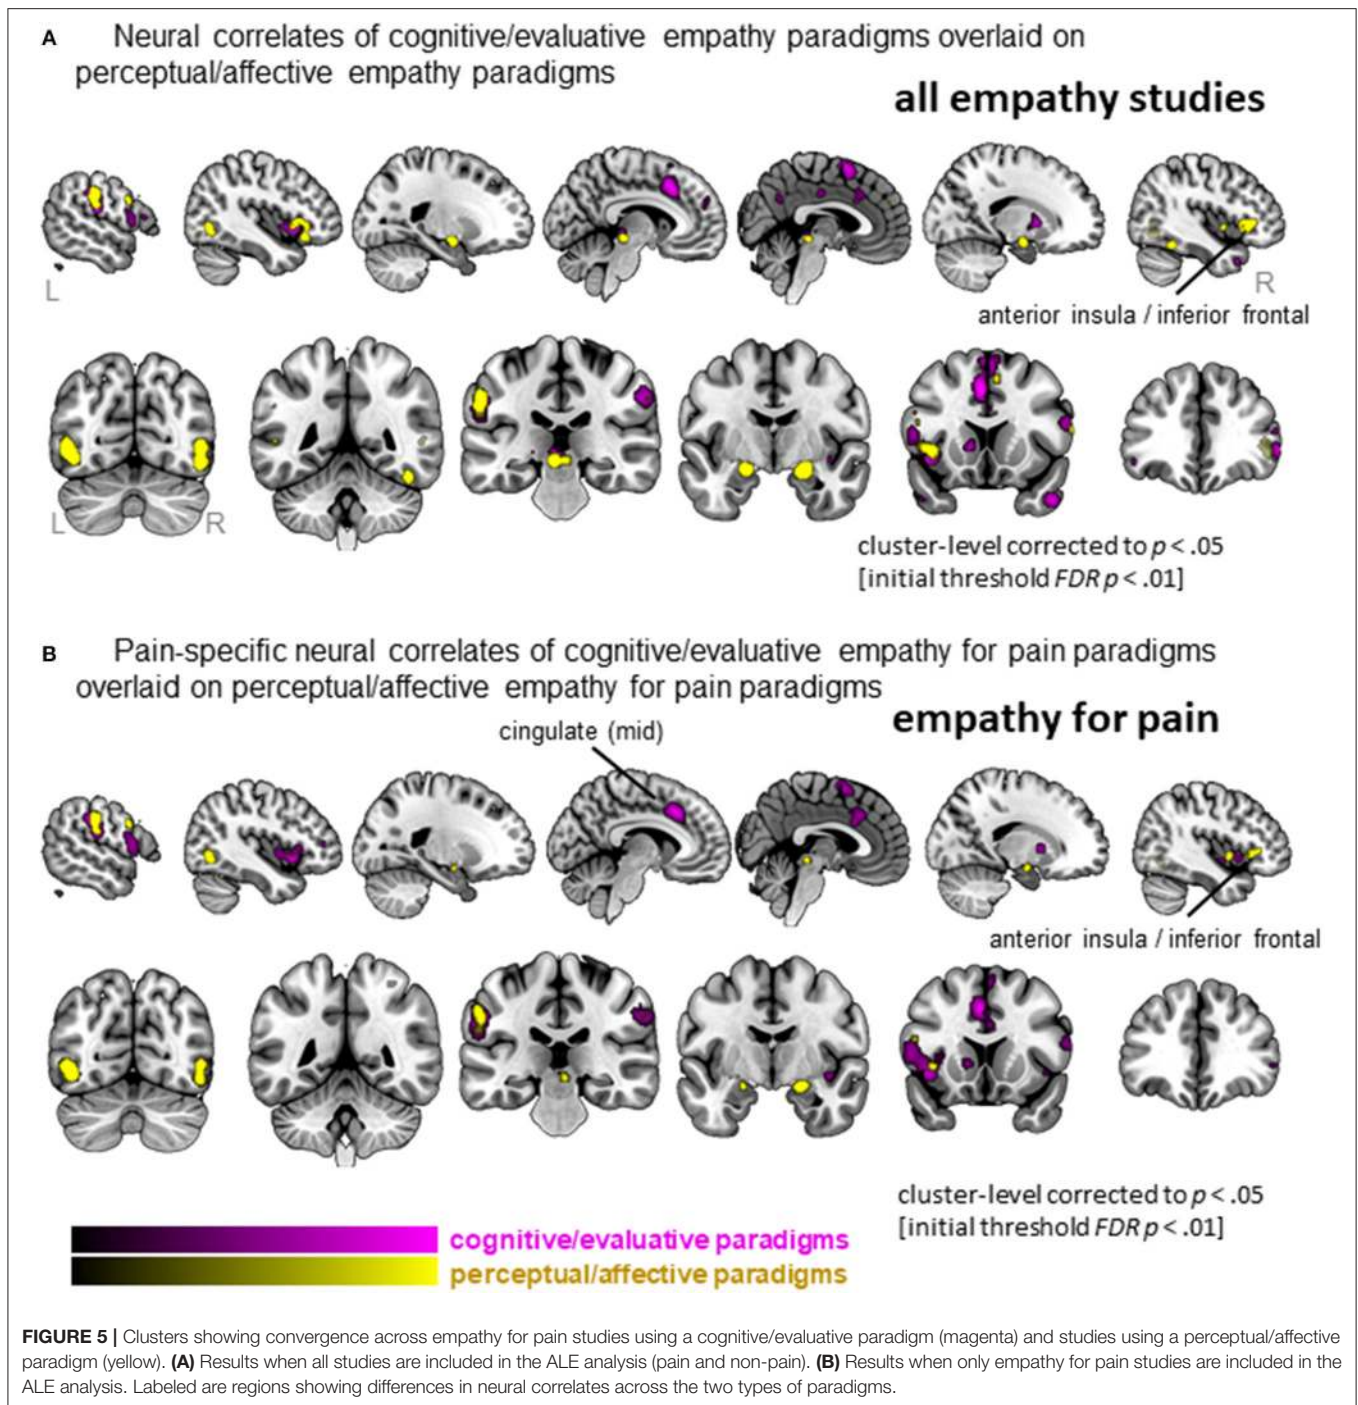 A Neural correlates of cognitive/evaluative empathy paradigms overlaid on
perceptual/affective empathy paradigms
all empathy studies
L
R
anterior insula / inferior frontal
L
R
cluster-level corrected to p < .05
[initial threshold FDR p < .01]
B Pain-specific neural correlates of cognitive/evaluative empathy for pain paradigms
overlaid on perceptual/affective empathy for pain paradigms
empathy for pain
cingulate (mid)
anterior insula / inferior frontal
cluster-level corrected to p < .05
[initial threshold FDR p < .01]
cognitive/evaluative paradigms
perceptual/affective paradigms
FIGURE 5 | Clusters showing convergence across empathy for pain studies using a cognitive/evaluative paradigm (magenta) and studies using a perceptual/affective
paradigm (yellow). (A) Results when all studies are included in the ALE analysis (pain and non-pain). (B) Results when only empathy for pain studies are included in the
ALE analysis. Labeled are regions showing differences in neural correlates across the two types of paradigms.